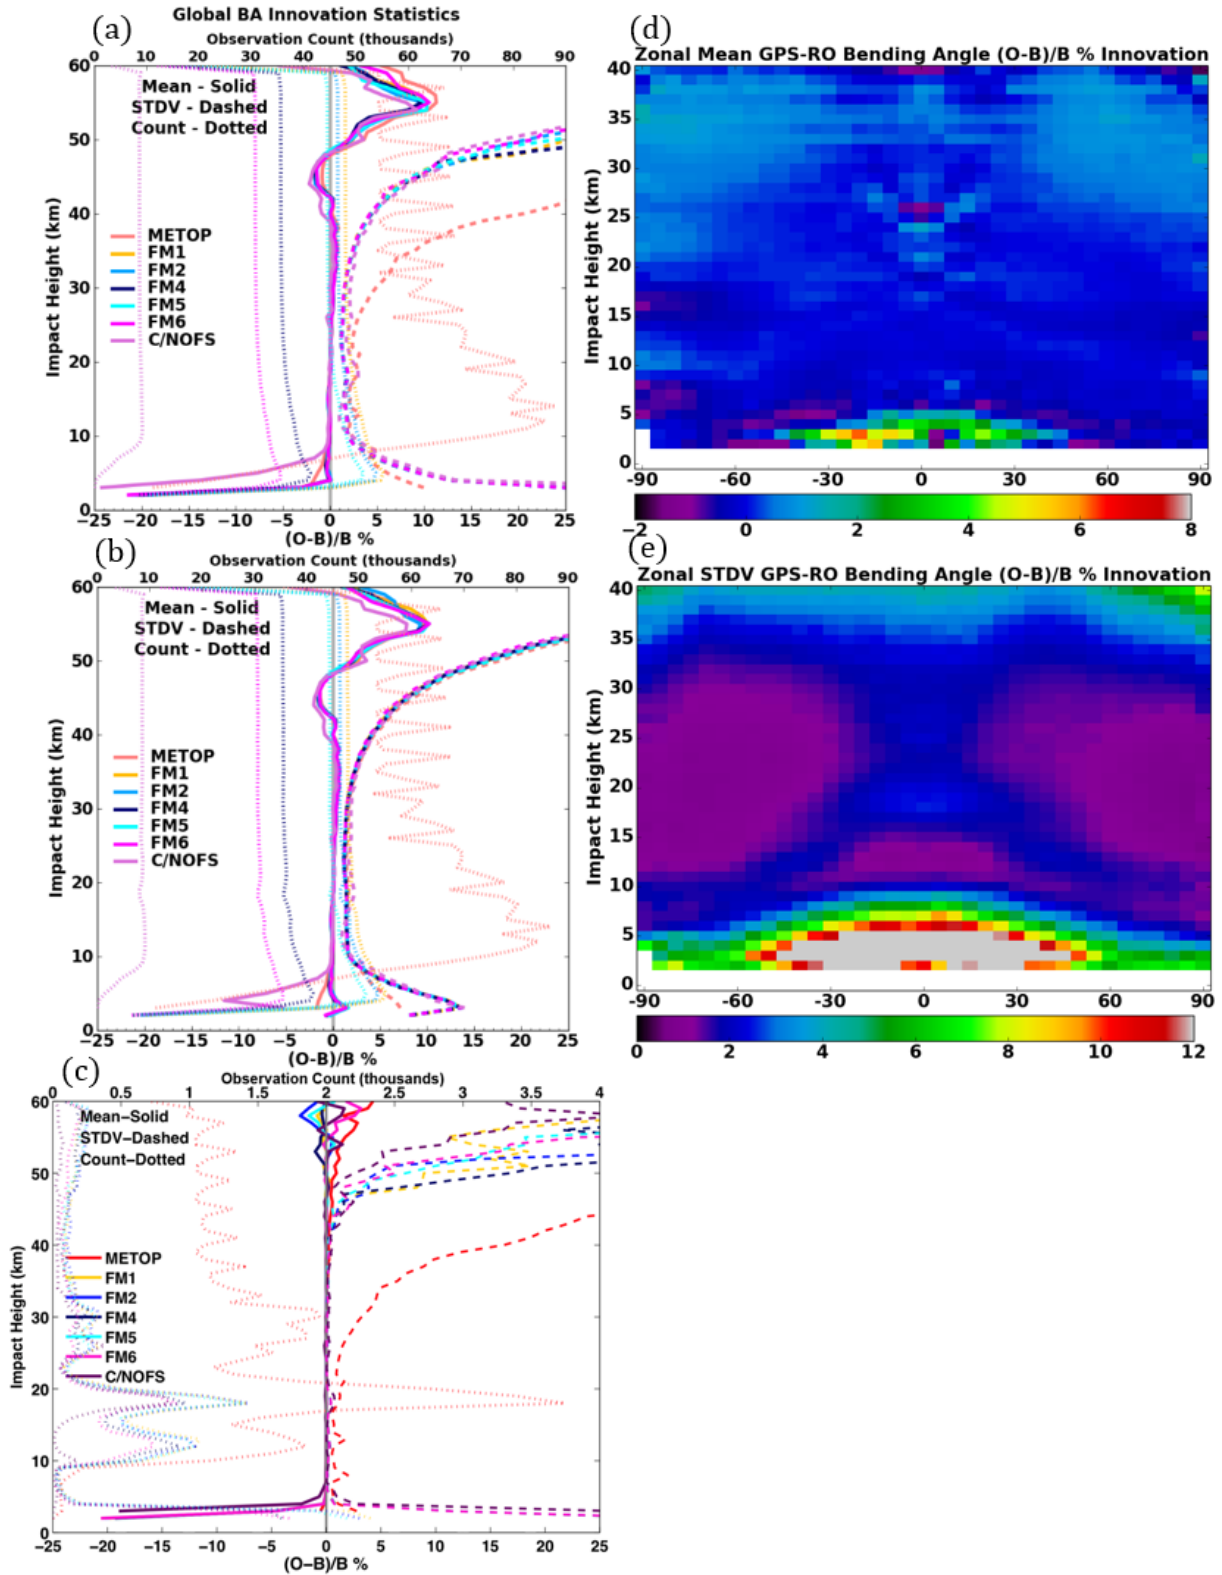 (a)
Global BA Innovation Statistics
Observation Count (thousands)
0 10 20 30 40 50 60 70 80 90
Mean - Solid
STDV - Dashed
Count - Dotted
METOP
FM1
FM2
FM4
FM5
FM6
C/NOFS
Impact Height (km)
60
50
40
30
20
10
0
−25 −20 −15 −10 −5 0 5 10 15 20 25
(O-B)/B %
(b)
Observation Count (thousands)
0 10 20 30 40 50 60 70 80 90
Mean - Solid
STDV - Dashed
Count - Dotted
METOP
FM1
FM2
FM4
FM5
FM6
C/NOFS
Impact Height (km)
60
50
40
30
20
10
0
−25 −20 −15 −10 −5 0 5 10 15 20 25
(O-B)/B %
(c)
Observation Count (thousands)
0 0.5 1 1.5 2 2.5 3 3.5 4
Mean−Solid
STDV−Dashed
Count−Dotted
METOP
FM1
FM2
FM4
FM5
FM6
C/NOFS
Impact Height (km)
60
50
40
30
20
10
0
−25 −20 −15 −10 −5 0 5 10 15 20 25
(O−B)/B %
(d)
Zonal Mean GPS-RO Bending Angle (O-B)/B % Innovation
Impact Height (km)
40
35
30
25
20
15
10
5
0
-90 -60 -30 0 30 60 90
−2 0 2 4 6 8
(e)
Zonal STDV GPS-RO Bending Angle (O-B)/B % Innovation
Impact Height (km)
40
35
30
25
20
15
10
5
0
-90 -60 -30 0 30 60 90
0 2 4 6 8 10 12